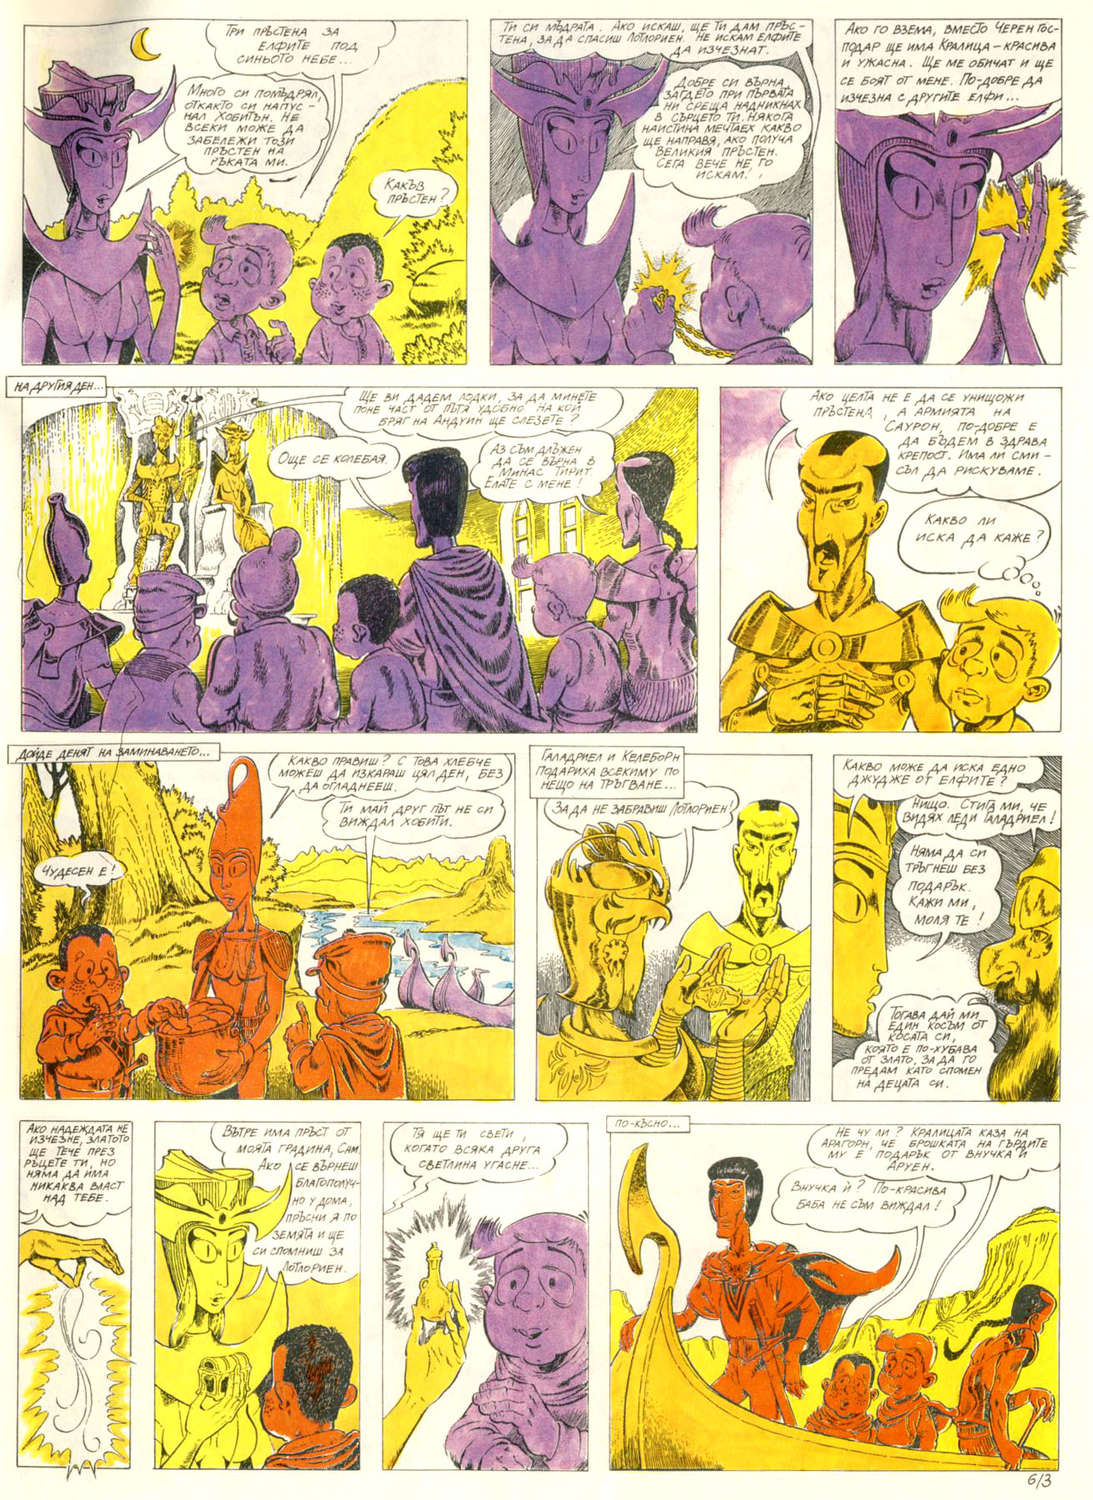 ТРИ ПРЪСТЕНА ЗА
ЕЛФИТЕ ПОД
СИНЬОТО НЕБЕ...
МНОГО СИ ПОМЪДРЯЛ,
ОТКАКТО СИ НАПУС-
НАЛ ХОБИТЪН. НЕ
ВСЕКИ МОЖЕ ДА
ЗАБЕЛЕЖИ ТОЗИ
ПРЪСТЕН НА
РЪКАТА МИ.
КАКЪВ
ПРЪСТЕН?
ТИ СИ МЪДРАТА. АКО ИСКАШ, ЩЕ ТИ ДАМ ПРЪС-
ТЕНА, ЗА ДА СПАСИШ ЛОТЛОРИЕН. НЕ ИСКАМ ЕЛФИТЕ
ДА ИЗЧЕЗНАТ.
ДОБРЕ СИ ВЪРНА,
ЗАГДЕТО ПРИ ПЪРВАТА
НИ СРЕЩА НАДНИКНАХ
В СЪРЦЕТО ТИ. НЯКОГА
НАИСТИНА МЕЧТАЕХ КАКВО
ЩЕ НАПРАВЯ, АКО ПОЛУЧА
ВЕЛИКИЯ ПРЪСТЕН.
СЕГА ВЕЧЕ НЕ ГО
ИСКАМ!
АКО ГО ВЗЕМА, ВМЕСТО ЧЕРЕН ГОС-
ПОДАР ЩЕ ИМА КРАЛИЦА - КРАСИВА
И УЖАСНА. ЩЕ МЕ ОБИЧАТ И ЩЕ
СЕ БОЯТ ОТ МЕНЕ. ПО-ДОБРЕ ДА
ИЗЧЕЗНА С ДРУГИТЕ ЕЛФИ...
НА ДРУГИЯ ДЕН...
ЩЕ ВИ ДАДЕМ ЛОДКИ, ЗА ДА МИНЕТЕ
ПОНЕ ЧАСТ ОТ ПЪТЯ УДОБНО. НА КОЙ
БРЯГ НА АНДУИН ЩЕ СЛЕЗЕТЕ?
ОЩЕ СЕ КОЛЕБАЯ.
АЗ СЪМ ДЛЪЖЕН
ДА СЕ ВЪРНА В
МИНАС ТИРИТ.
ЕЛАТЕ С МЕНЕ!
АКО ЦЕЛТА НЕ Е ДА СЕ УНИЩОЖИ
ПРЪСТЕНА, А АРМИЯТА НА
САУРОН, ПО-ДОБРЕ Е
ДА БЪДЕМ В ЗДРАВА
КРЕПОСТ. ИМА ЛИ СМИ-
СЪЛ ДА РИСКУВАМЕ.
КАКВО ЛИ
ИСКА ДА КАЖЕ?
ДОЙДЕ ДЕНЯТ НА ЗАМИНАВАНЕТО...
КАКВО ПРАВИШ? С ТОВА ХЛЕБЧЕ
МОЖЕШ ДА ИЗКАРАШ ЦЯЛ ДЕН, БЕЗ
ДА ОГЛАДНЕЕШ.
ТИ МАЙ ДРУГ ПЪТ НЕ СИ
ВИЖДАЛ ХОБИТИ.
ЧУДЕСЕН Е!
ГАЛАДРИЕЛ И КЕЛЕБОРН
ПОДАРИХА ВСЕКИМУ ПО
НЕЩО НА ТРЪГВАНЕ...
ЗА ДА НЕ ЗАБРАВИШ ЛОТЛОРИЕН!
КАКВО МОЖЕ ДА ИСКА ЕДНО
ДЖУДЖЕ ОТ ЕЛФИТЕ?
НИЩО. СТИГА МИ, ЧЕ
ВИДЯХ ЛЕДИ ГАЛАДРИЕЛ!
НЯМА ДА СИ
ТРЪГНЕШ БЕЗ
ПОДАРЪК.
КАЖИ МИ,
МОЛЯ ТЕ!
ТОГАВА ДАЙ МИ
ЕДИН КОСЪМ ОТ
КОСАТА СИ,
КОЯТО Е ПО-ХУБАВА
ОТ ЗЛАТО, ЗА ДА ГО
ПРЕДАМ КАТО СПОМЕН
НА ДЕЦАТА СИ.
АКО НАДЕЖДАТА НЕ
ИЗЧЕЗНЕ, ЗЛАТОТО
ЩЕ ТЕЧЕ ПРЕЗ
РЪЦЕТЕ ТИ, НО
НЯМА ДА ИМА
НИКАКВА ВЛАСТ
НАД ТЕБЕ.
ВЪТРЕ ИМА ПРЪСТ ОТ
МОЯТА ГРАДИНА, САМ.
АКО СЕ ВЪРНЕШ
БЛАГОПОЛУЧ-
НО У ДОМА,
ПРЪСНИ Я ПО
ЗЕМЯТА И ЩЕ
СИ СПОМНИШ ЗА
ЛОТЛОРИЕН.
ТЯ ЩЕ ТИ СВЕТИ,
КОГАТО ВСЯКА ДРУГА
СВЕТЛИНА УГАСНЕ...
ПО-КЪСНО...
НЕ ЧУ ЛИ? КРАЛИЦАТА КАЗА НА
АРАГОРН, ЧЕ БРОШКАТА НА ГЪРДИТЕ
МУ Е ПОДАРЪК ОТ ВНУЧКА Ѝ
АРУЕН.
ВНУЧКА Ѝ? ПО-КРАСИВА
БАБА НЕ СЪМ ВИЖДАЛ!
6/3